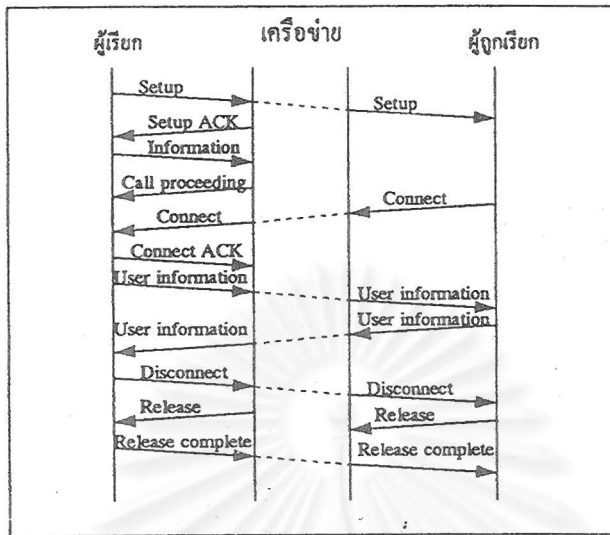 ผู้เรียก เครือข่าย ผู้ถูกเรียก
Setup
Setup
Setup ACK
Information
Call proceeding
Connect
Connect
Connect ACK
User information
User information
User information
User information
Disconnect
Disconnect
Release
Release
Release complete
Release complete